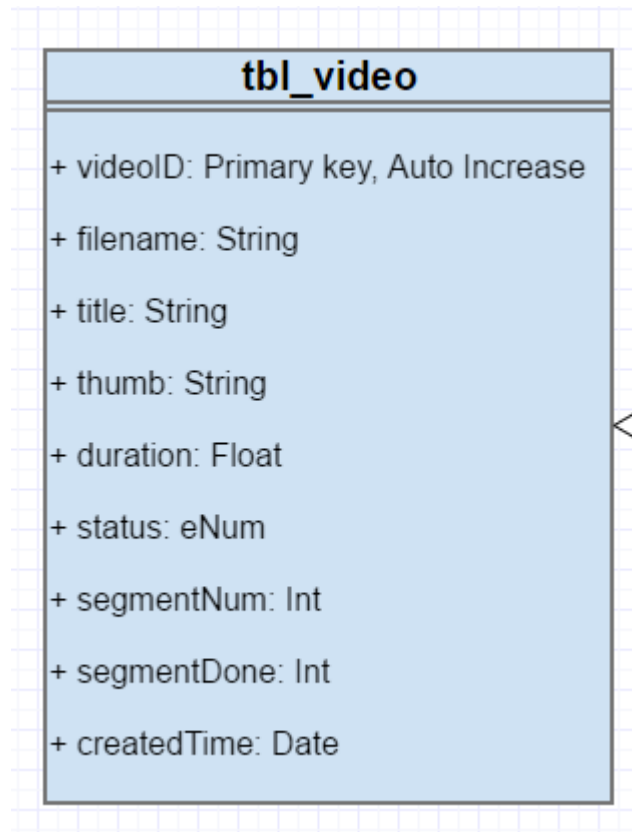 tbl_video
+ videoID: Primary key, Auto Increase
+ filename: String
+ title: String
+ thumb: String
+ duration: Float
+ status: eNum
+ segmentNum: Int
+ segmentDone: Int
+ createdTime: Date